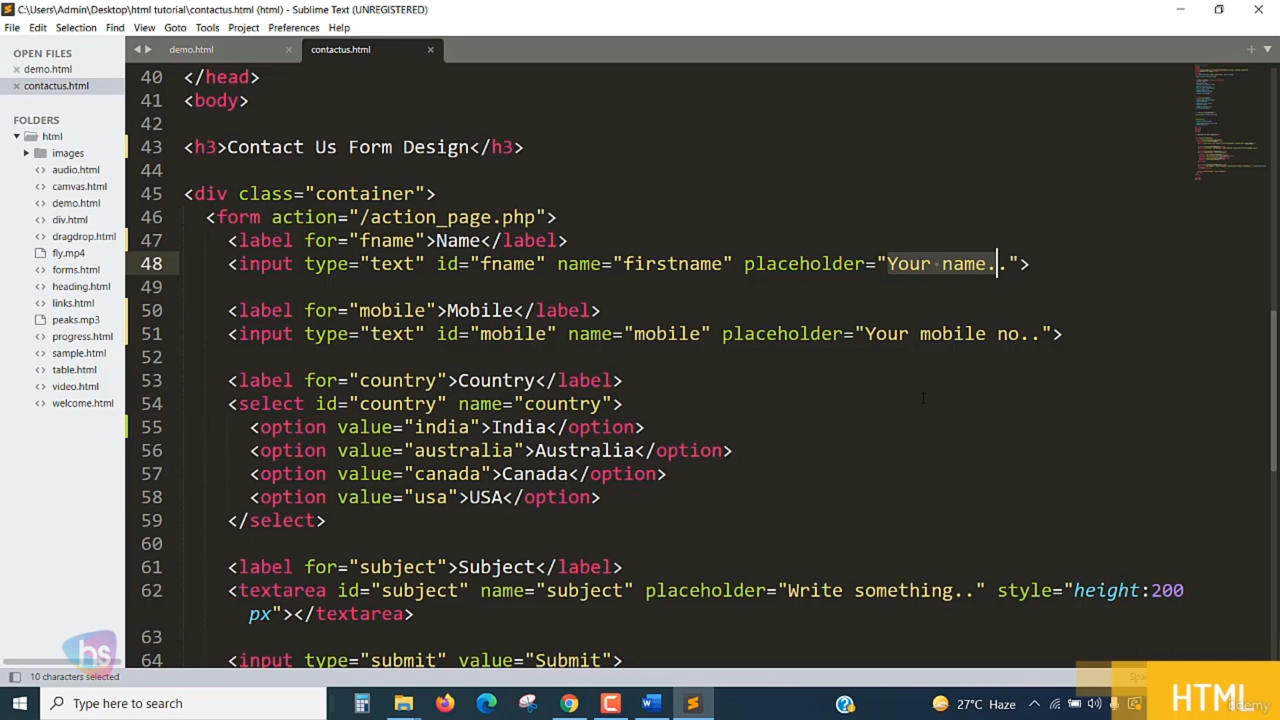 C:\Users\Admin\Desktop\html tutorial\contactus.html (html) - Sublime Text (UNREGISTERED)
File Edit Selection Find View Goto Tools Project Preferences Help
OPEN FILES
demo.html
contactus.html
FOLDERS
html
images
audio.html
camvas.html
demo.html
div.html
dragdrop.html
fly.mp4
forms.html
heading.html
links.html
peaks.mp3
progress.html
sample.html
table.html
video.html
welcome.html
demo.html contactus.html
40 </head>
41 <body>
42
43 <h3>Contact Us Form Design</h3>
44
45 <div class="container">
46 <form action="/action_page.php">
47 <label for="fname">Name</label>
48 <input type="text" id="fname" name="firstname" placeholder="Your name..">
49
50 <label for="mobile">Mobile</label>
51 <input type="text" id="mobile" name="mobile" placeholder="Your mobile no..">
52
53 <label for="country">Country</label>
54 <select id="country" name="country">
55 <option value="india">India</option>
56 <option value="australia">Australia</option>
57 <option value="canada">Canada</option>
58 <option value="usa">USA</option>
59 </select>
60
61 <label for="subject">Subject</label>
62 <textarea id="subject" name="subject" placeholder="Write something.." style="height:200
px"></textarea>
63
64 <input type="submit" value="Submit">
hs
10 characters selected
Type here to search
27°C Haze
HTML
Udemy